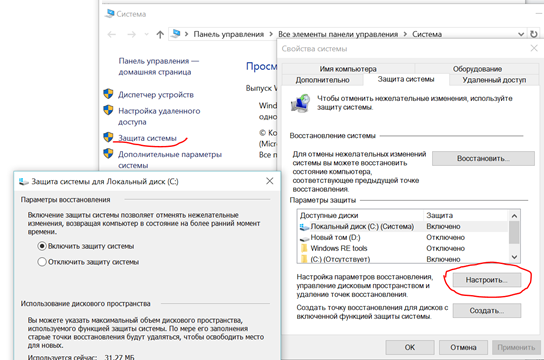 Система
Панель управления
Все элементы панели управления
Система
Панель управления —
домашняя страница
Диспетчер устройств
Настройка удаленного
доступа
Защита системы
Дополнительные параметры
системы
Просмо
Выпуск W
Wind
одно
© Ко
(Micr
Все п
Свойства системы
Имя компьютера
Оборудование
Дополнительно
Защита системы
Удаленный доступ
Чтобы отменить нежелательные изменения, используйте
защиту системы.
Восстановление системы
Для отмены нежелательных изменений
системы вы можете восстановить
состояние компьютера,
соответствующее предыдущей точке
восстановления.
Восстановить...
Параметры защиты
Доступные диски
Защита
Локальный диск (C:) (Система)
Включено
Новый том (D:)
Отключено
Windows RE tools
Отключено
(C:) (Отсутствует)
Отключено
Настройка параметров восстановления,
управление дисковым пространством и
удаление точек восстановления.
Настроить...
Создать точку восстановления для дисков с
включенной функцией защиты системы.
Создать...
ОК
Отмена
Применить
Защита системы для Локальный диск (C:)
Параметры восстановления
Включение защиты системы позволяет отменять нежелательные
изменения, возвращая компьютер в состояние на более ранний момент
времени.
Включить защиту системы
Отключить защиту системы
Использование дискового пространства
Вы можете указать максимальный объем дискового пространства,
используемого функцией защиты системы. По мере его заполнения
старые точки восстановления будут удаляться, чтобы освободить место
для новых.
Используется сейчас:
31,27 МБ